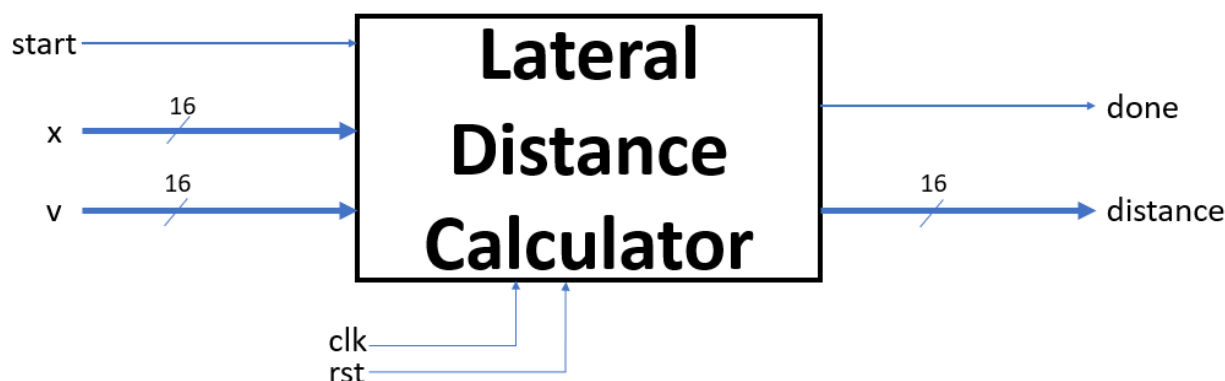 start
16
x
16
v
Lateral
Distance
Calculator
done
16
distance
clk
rst